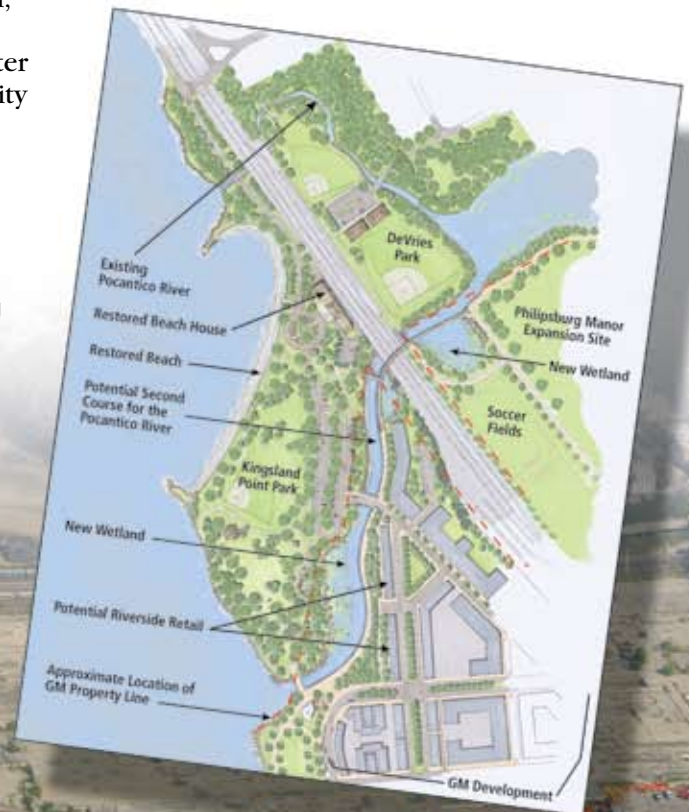 ter
ity
Existing
Pocantico River
Restored Beach House
Restored Beach
Potential Second
Course for the
Pocantico River
New Wetland
Potential Riverside Retail
Approximate Location of
GM Property Line
Kingsland
Point Park
DeVries
Park
Philipsburg Manor
Expansion Site
New Wetland
Soccer
Fields
GM Development